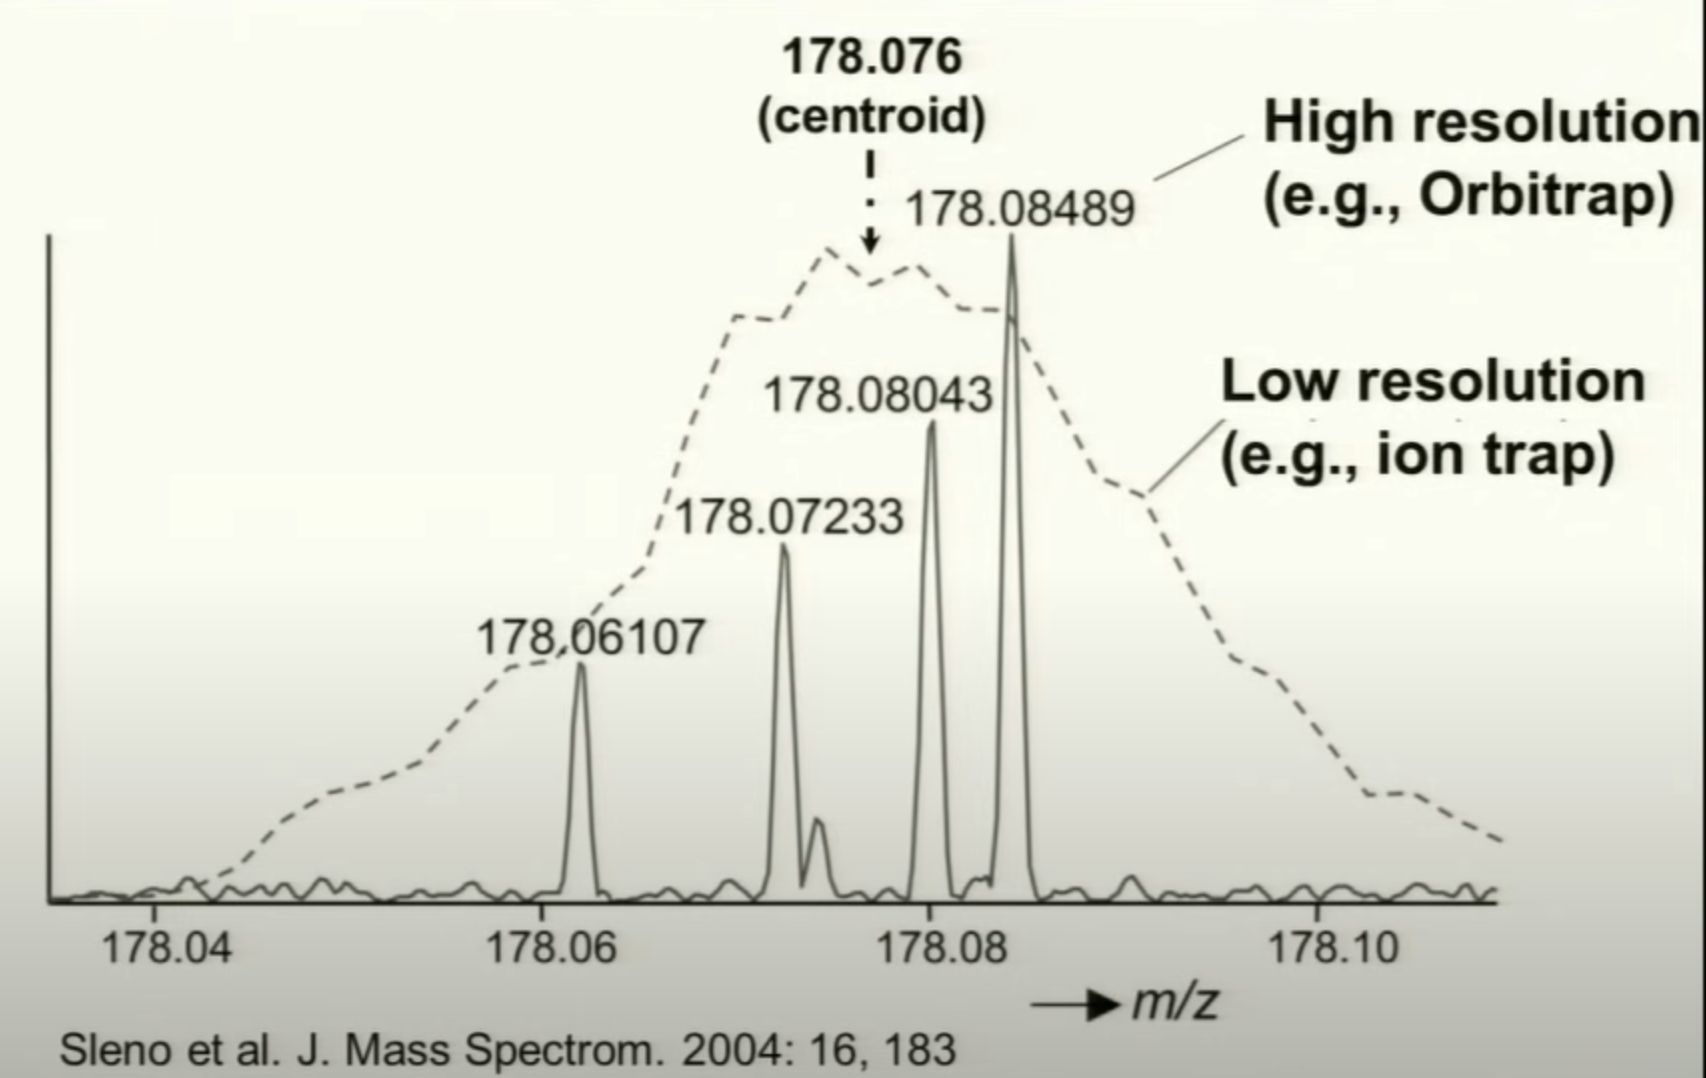 178.076
(centroid)
High resolution
(e.g., Orbitrap)
178.08489
Low resolution
(e.g., ion trap)
178.08043
178.07233
178.06107
178.04
178.06
178.08
178.10
m/z
Sleno et al. J. Mass Spectrom. 2004: 16, 183